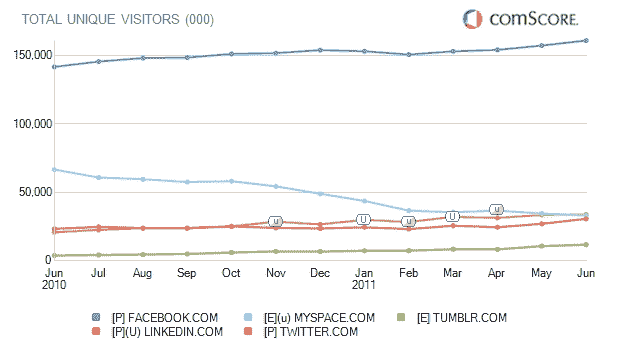 TOTAL UNIQUE VISITORS (000)
comScore.
150,000
100,000
50,000
0
u
U
u
U
u
Jun Jul Aug Sep Oct Nov Dec Jan Feb Mar Apr May Jun
2010 2011
[P] FACEBOOK.COM [E](u) MYSPACE.COM [E] TUMBLR.COM
[P](U) LINKEDIN.COM [P] TWITTER.COM